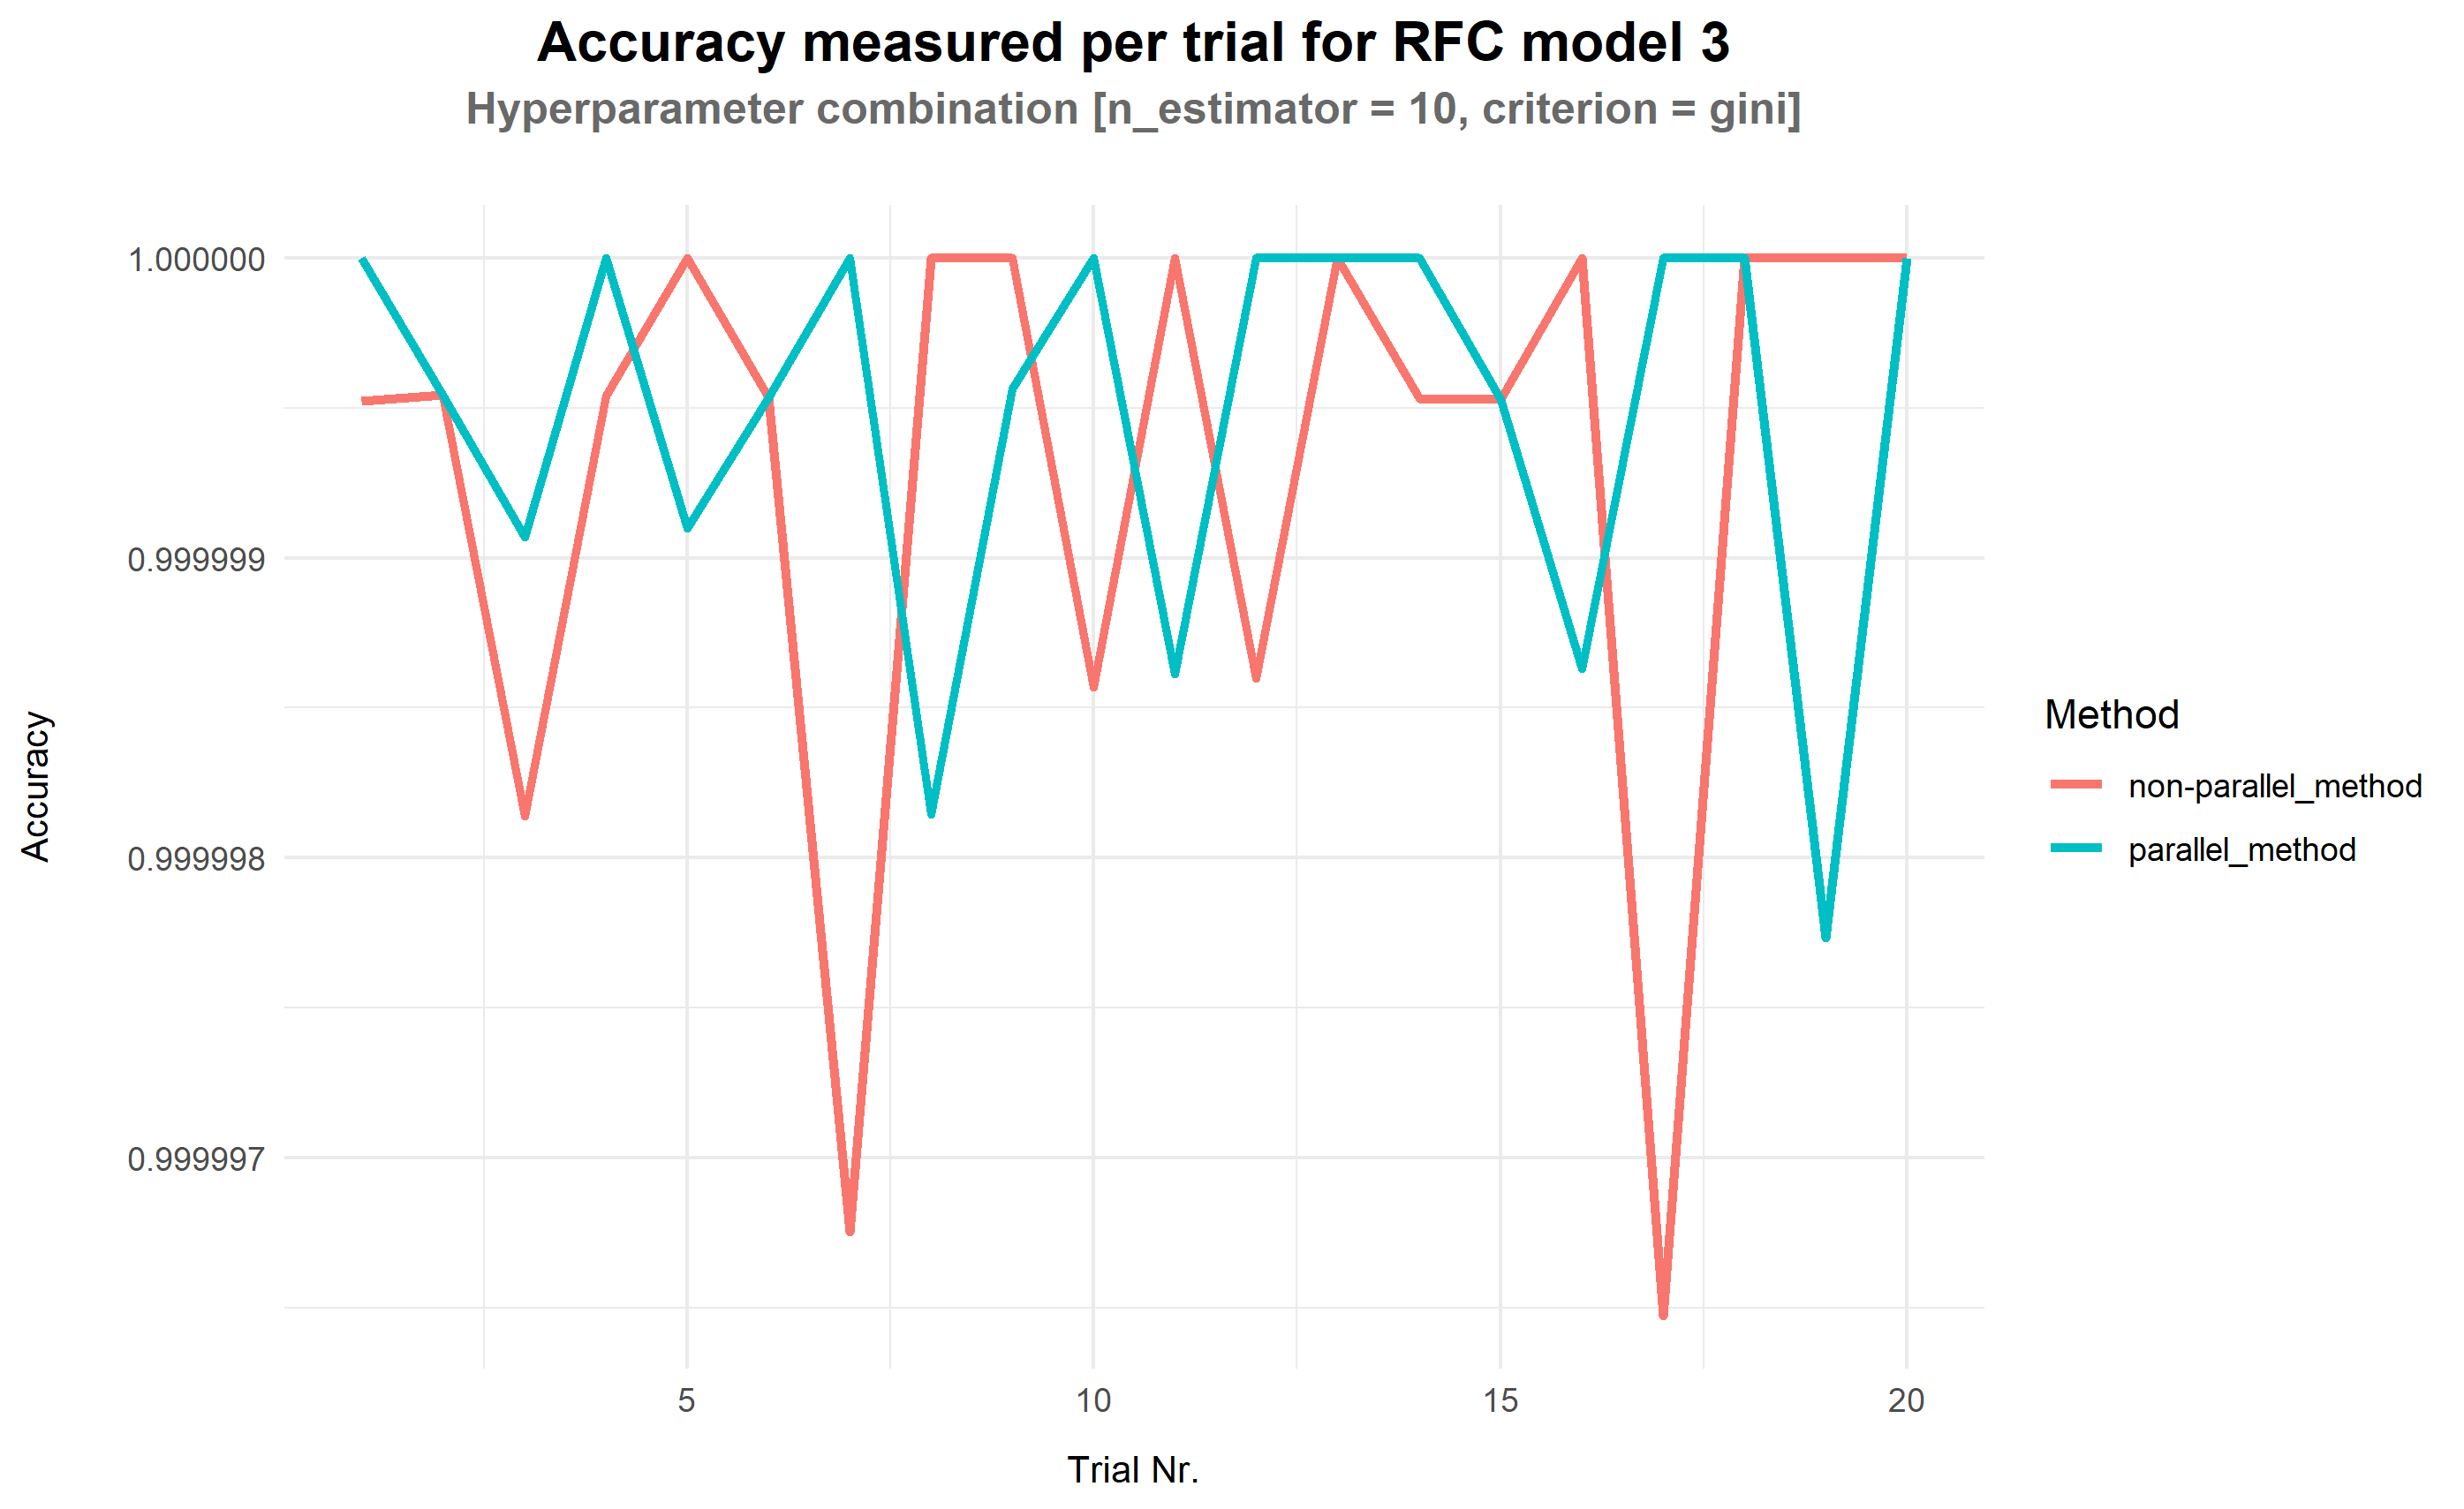 Accuracy measured per trial for RFC model 3
Hyperparameter combination [n_estimator = 10, criterion = gini]
1.000000
0.999999
0.999998
0.999997
Accuracy
5
10
15
20
Trial Nr.
Method
non-parallel_method
parallel_method